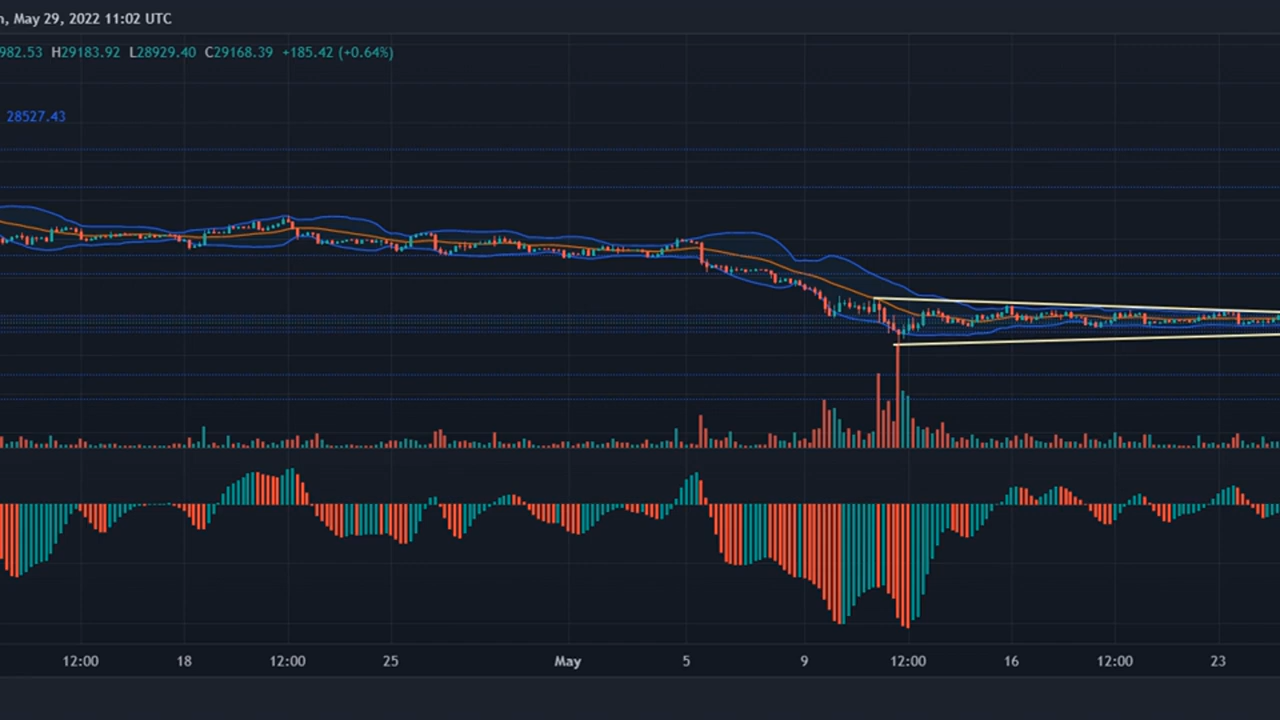 May 29, 2022 11:02 UTC
982.53 H29183.92 L28929.40 C29168.39 +185.42 (+0.64%)
28527.43
12:00 18 12:00 25 May 5 9 12:00 16 12:00 23